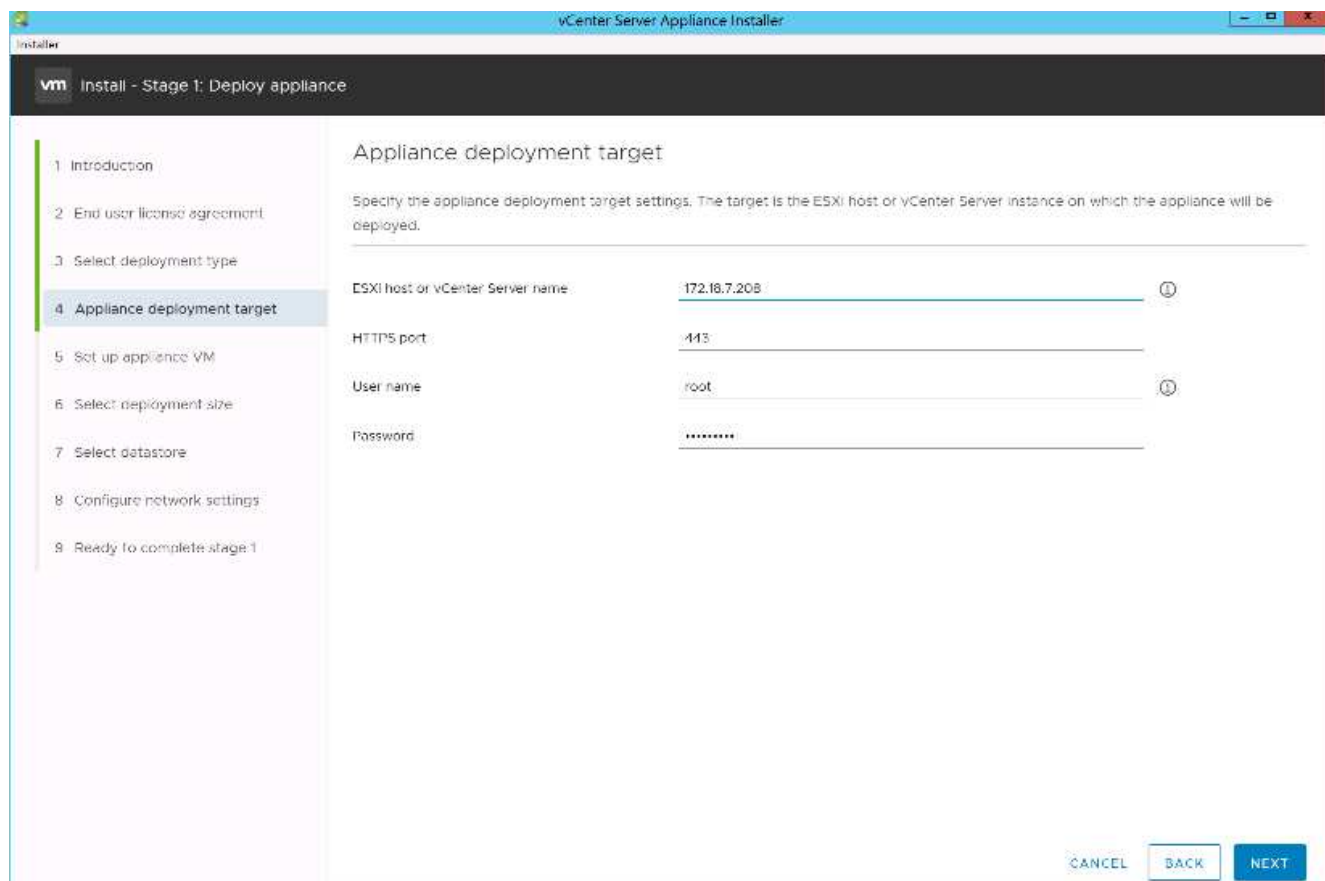 vCenter Server Appliance Installer
Installer
vm Install - Stage 1: Deploy appliance
1 Introduction
2 End user license agreement
3 Select deployment type
4 Appliance deployment target
5 Set up appliance VM
6 Select deployment size
7 Select datastore
8 Configure network settings
9 Ready to complete stage 1
Appliance deployment target
Specify the appliance deployment target settings. The target is the ESXi host or vCenter Server instance on which the appliance will be
deployed.
ESXi host or vCenter Server name 172.18.7.208
HTTPS port 443
User name root
Password •••••••••
CANCEL BACK NEXT